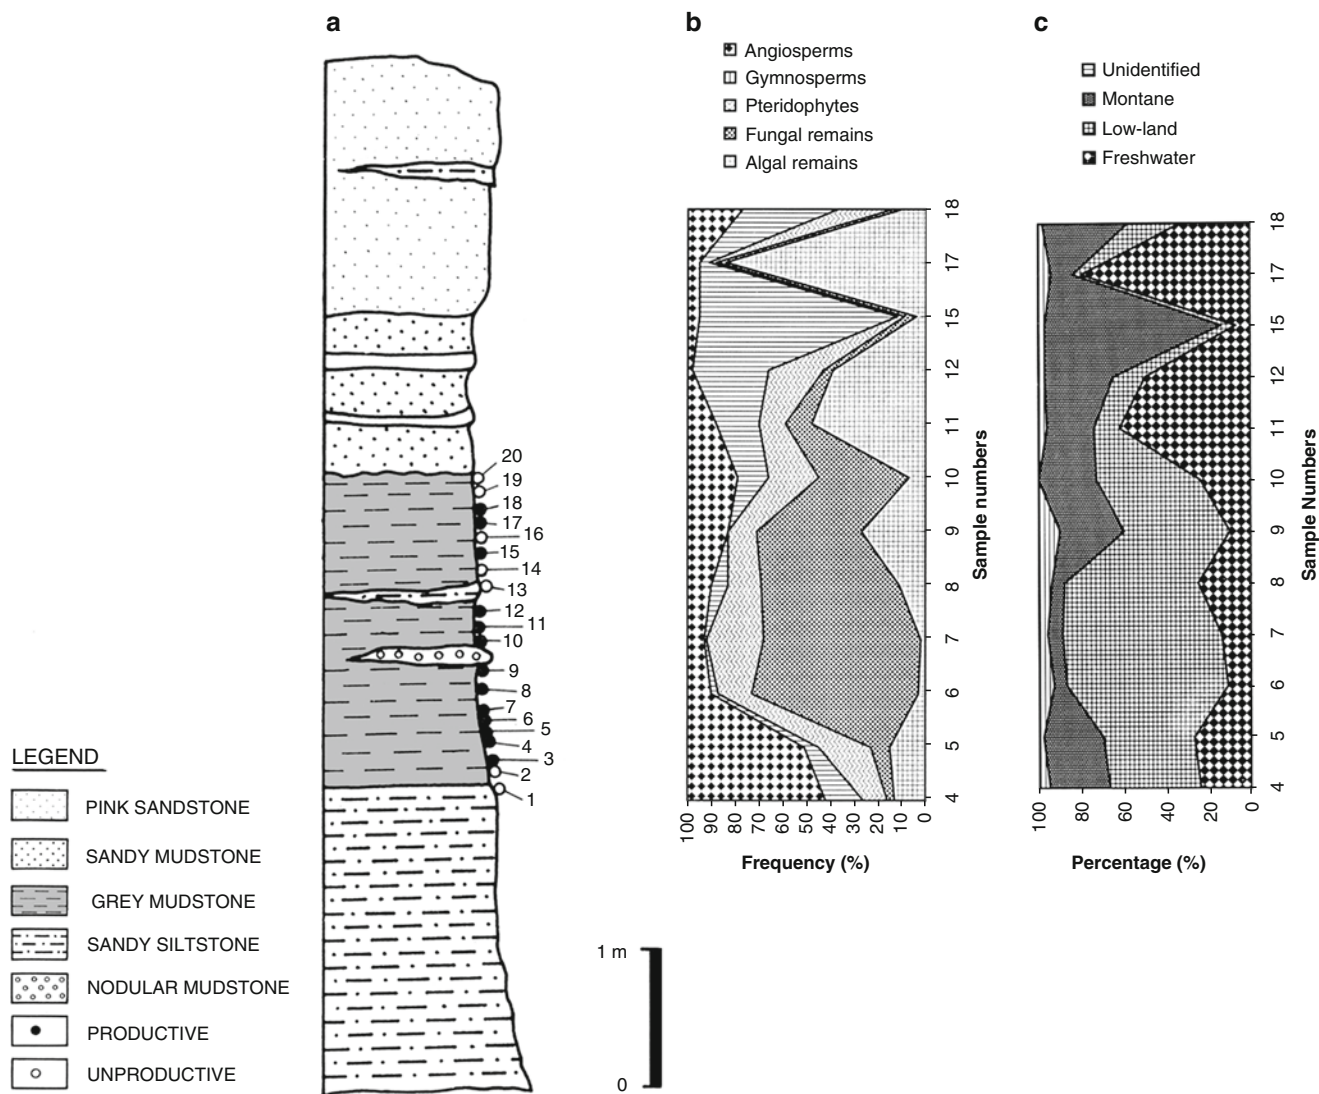 a
20
19
18
17
16
15
14
13
12
11
10
9
8
7
6
5
4
3
2
1
LEGEND
PINK SANDSTONE
SANDY MUDSTONE
GREY MUDSTONE
SANDY SILTSTONE
NODULAR MUDSTONE
PRODUCTIVE
UNPRODUCTIVE
1 m
0
b
Angiosperms
Gymnosperms
Pteridophytes
Fungal remains
Algal remains
18
17
15
12
11
10
9
8
7
6
5
4
Sample numbers
100 90 80 70 60 50 40 30 20 10 0
Frequency (%)
c
Unidentified
Montane
Low-land
Freshwater
18
17
15
12
11
10
9
8
7
6
5
4
Sample Numbers
100 80 60 40 20 0
Percentage (%)